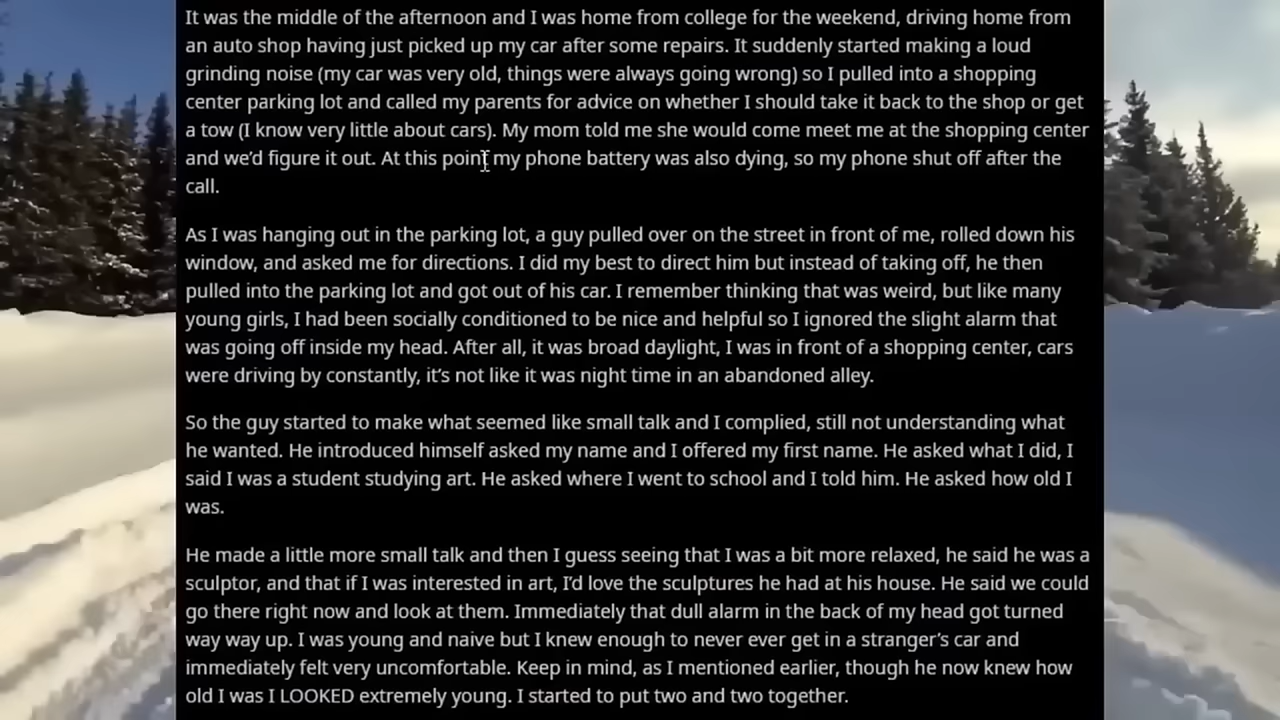 It was the middle of the afternoon and I was home from college for the weekend, driving home from
an auto shop having just picked up my car after some repairs. It suddenly started making a loud
grinding noise (my car was very old, things were always going wrong) so I pulled into a shopping
center parking lot and called my parents for advice on whether I should take it back to the shop or get
a tow (I know very little about cars). My mom told me she would come meet me at the shopping center
and we’d figure it out. At this point my phone battery was also dying, so my phone shut off after the
call.
As I was hanging out in the parking lot, a guy pulled over on the street in front of me, rolled down his
window, and asked me for directions. I did my best to direct him but instead of taking off, he then
pulled into the parking lot and got out of his car. I remember thinking that was weird, but like many
young girls, I had been socially conditioned to be nice and helpful so I ignored the slight alarm that
was going off inside my head. After all, it was broad daylight, I was in front of a shopping center, cars
were driving by constantly, it’s not like it was night time in an abandoned alley.
So the guy started to make what seemed like small talk and I complied, still not understanding what
he wanted. He introduced himself asked my name and I offered my first name. He asked what I did, I
said I was a student studying art. He asked where I went to school and I told him. He asked how old I
was.
He made a little more small talk and then I guess seeing that I was a bit more relaxed, he said he was a
sculptor, and that if I was interested in art, I’d love the sculptures he had at his house. He said we could
go there right now and look at them. Immediately that dull alarm in the back of my head got turned
way way up. I was young and naive but I knew enough to never ever get in a stranger’s car and
immediately felt very uncomfortable. Keep in mind, as I mentioned earlier, though he now knew how
old I was I LOOKED extremely young. I started to put two and two together.